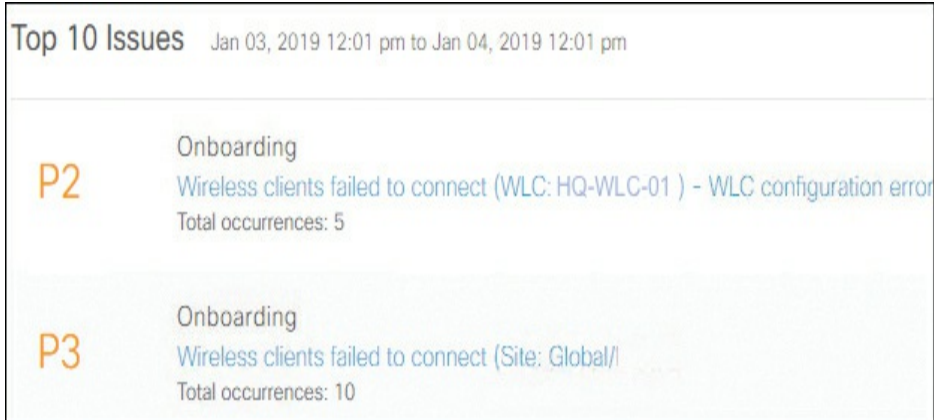 Top 10 Issues Jan 03, 2019 12:01 pm to Jan 04, 2019 12:01 pm
P2
Onboarding
Wireless clients failed to connect (WLC: HQ-WLC-01 ) - WLC configuration error
Total occurrences: 5
P3
Onboarding
Wireless clients failed to connect (Site: Global/
Total occurrences: 10